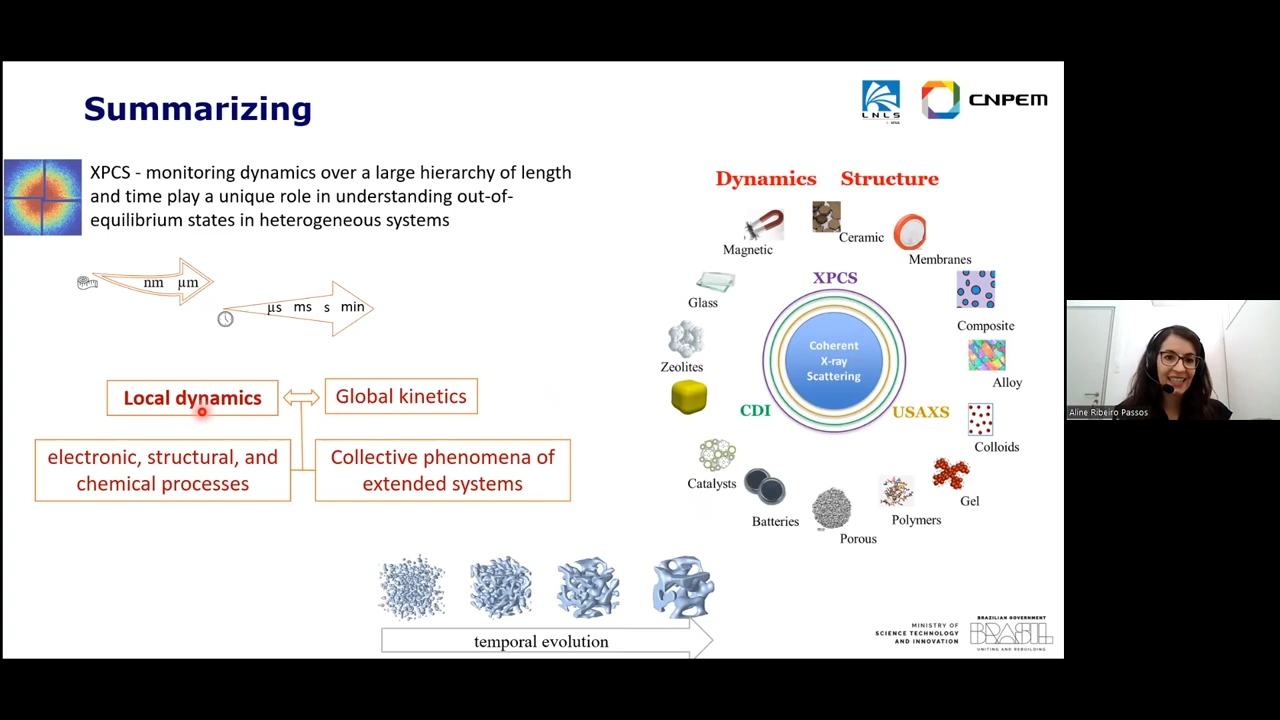 Summarizing
LNLS
CNPEM
XPCS - monitoring dynamics over a large hierarchy of length
and time play a unique role in understanding out-of-
equilibrium states in heterogeneous systems
nm µm
µs ms s min
Local dynamics
Global kinetics
electronic, structural, and
chemical processes
Collective phenomena of
extended systems
temporal evolution
Dynamics Structure
Magnetic
Ceramic
Membranes
Glass
XPCS
Composite
Zeolites
Coherent
X-ray
Scattering
Alloy
CDI
USAXS
Colloids
Catalysts
Gel
Batteries
Polymers
Porous
MINISTRY OF
SCIENCE TECHNOLOGY
AND INNOVATION
BRAZILIAN GOVERNMENT
BRASIL
UNITING AND REBUILDING
Aline Ribeiro Passos